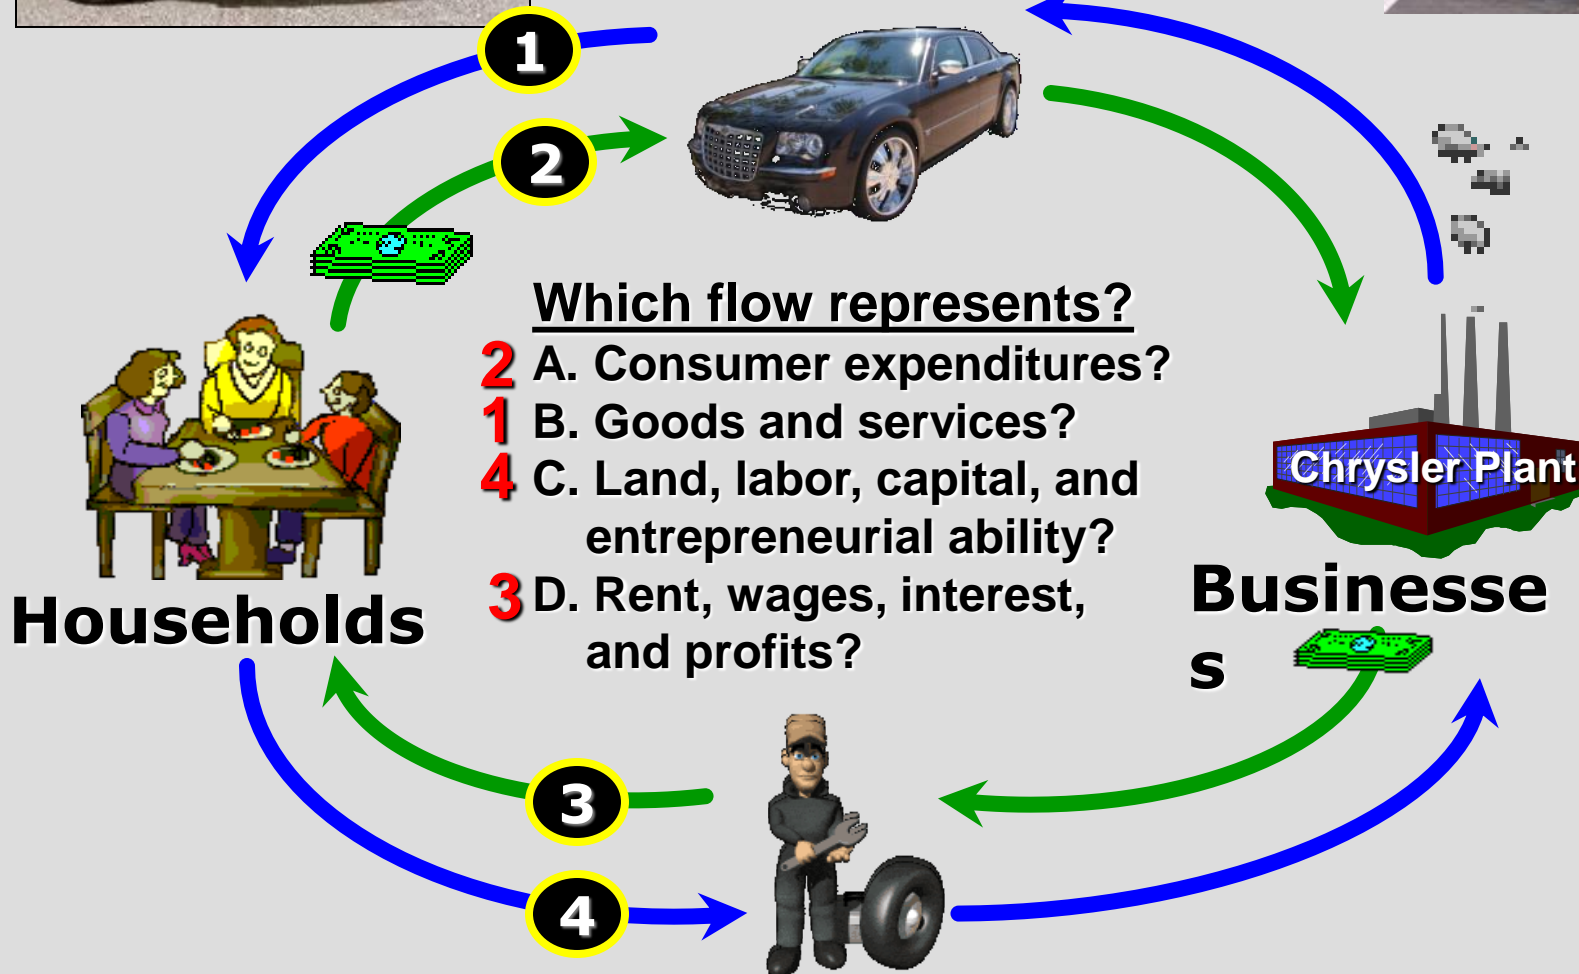 1
2
Which flow represents?
2 A. Consumer expenditures?
1 B. Goods and services?
4 C. Land, labor, capital, and
entrepreneurial ability?
3 D. Rent, wages, interest,
and profits?
Chrysler Plant
Households
Businesse
s
3
4